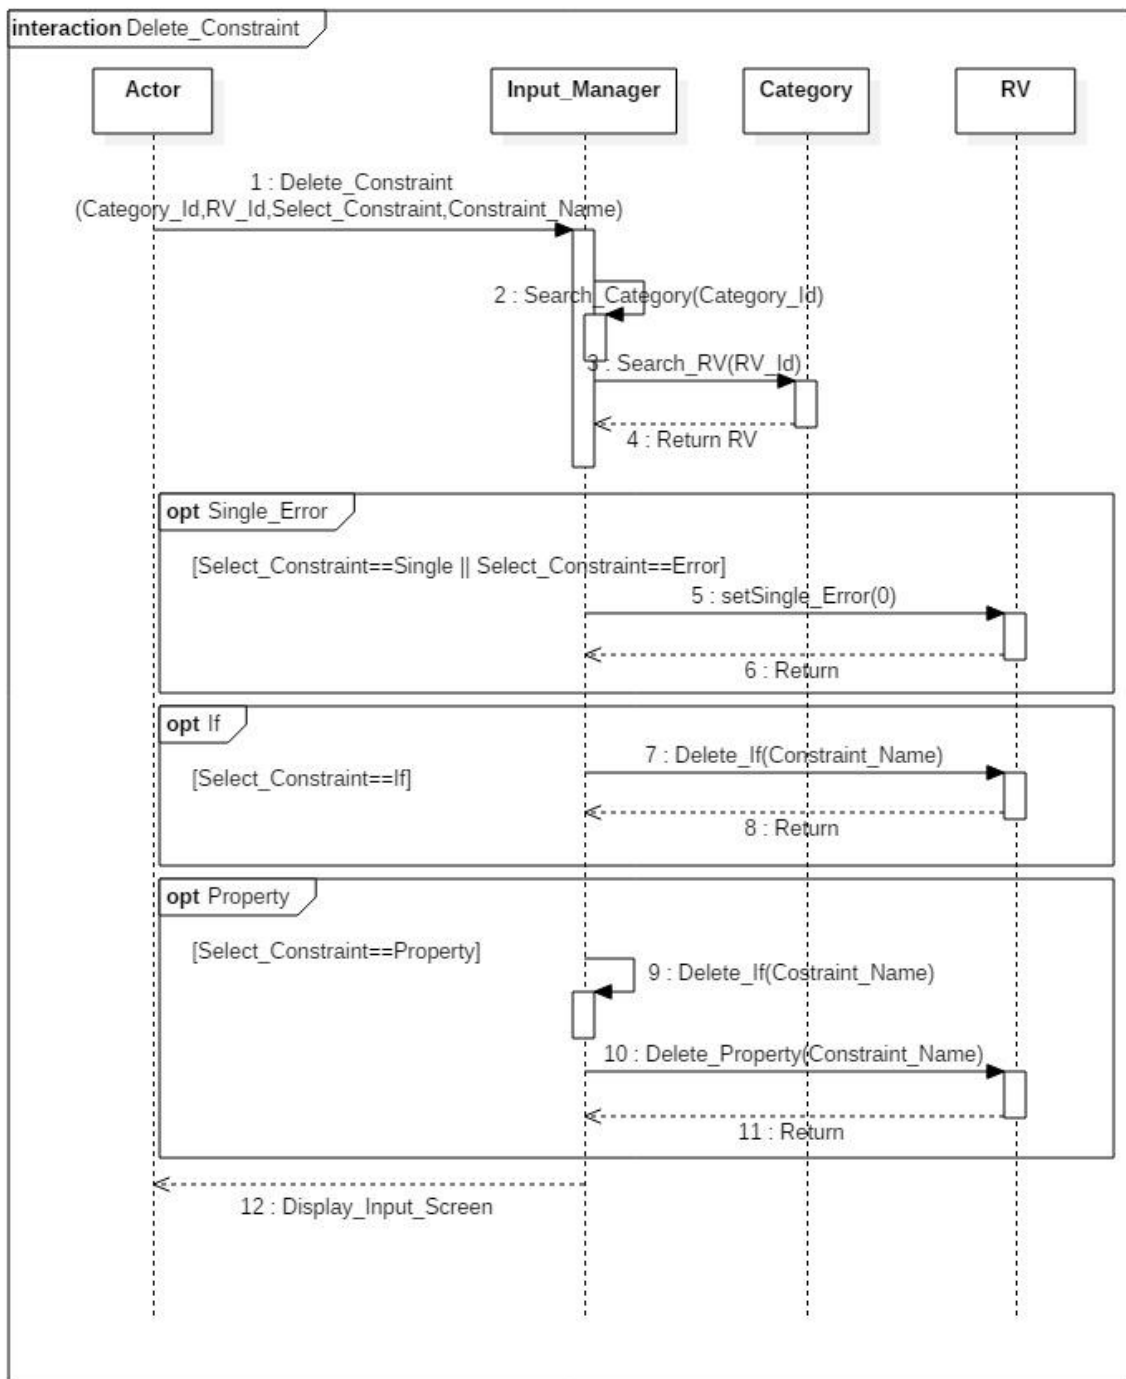 interaction Delete_Constraint
Actor
Input_Manager
Category
RV
1 : Delete_Constraint
(Category_Id,RV_Id,Select_Constraint,Constraint_Name)
2 : Search_Category(Category_Id)
3 : Search_RV(RV_Id)
4 : Return RV
opt Single_Error
[Select_Constraint==Single || Select_Constraint==Error]
5 : setSingle_Error(0)
6 : Return
opt If
7 : Delete_If(Constraint_Name)
[Select_Constraint==If]
8 : Return
opt Property
[Select_Constraint==Property]
9 : Delete_If(Costraint_Name)
10 : Delete_Property(Constraint_Name)
11 : Return
12 : Display_Input_Screen